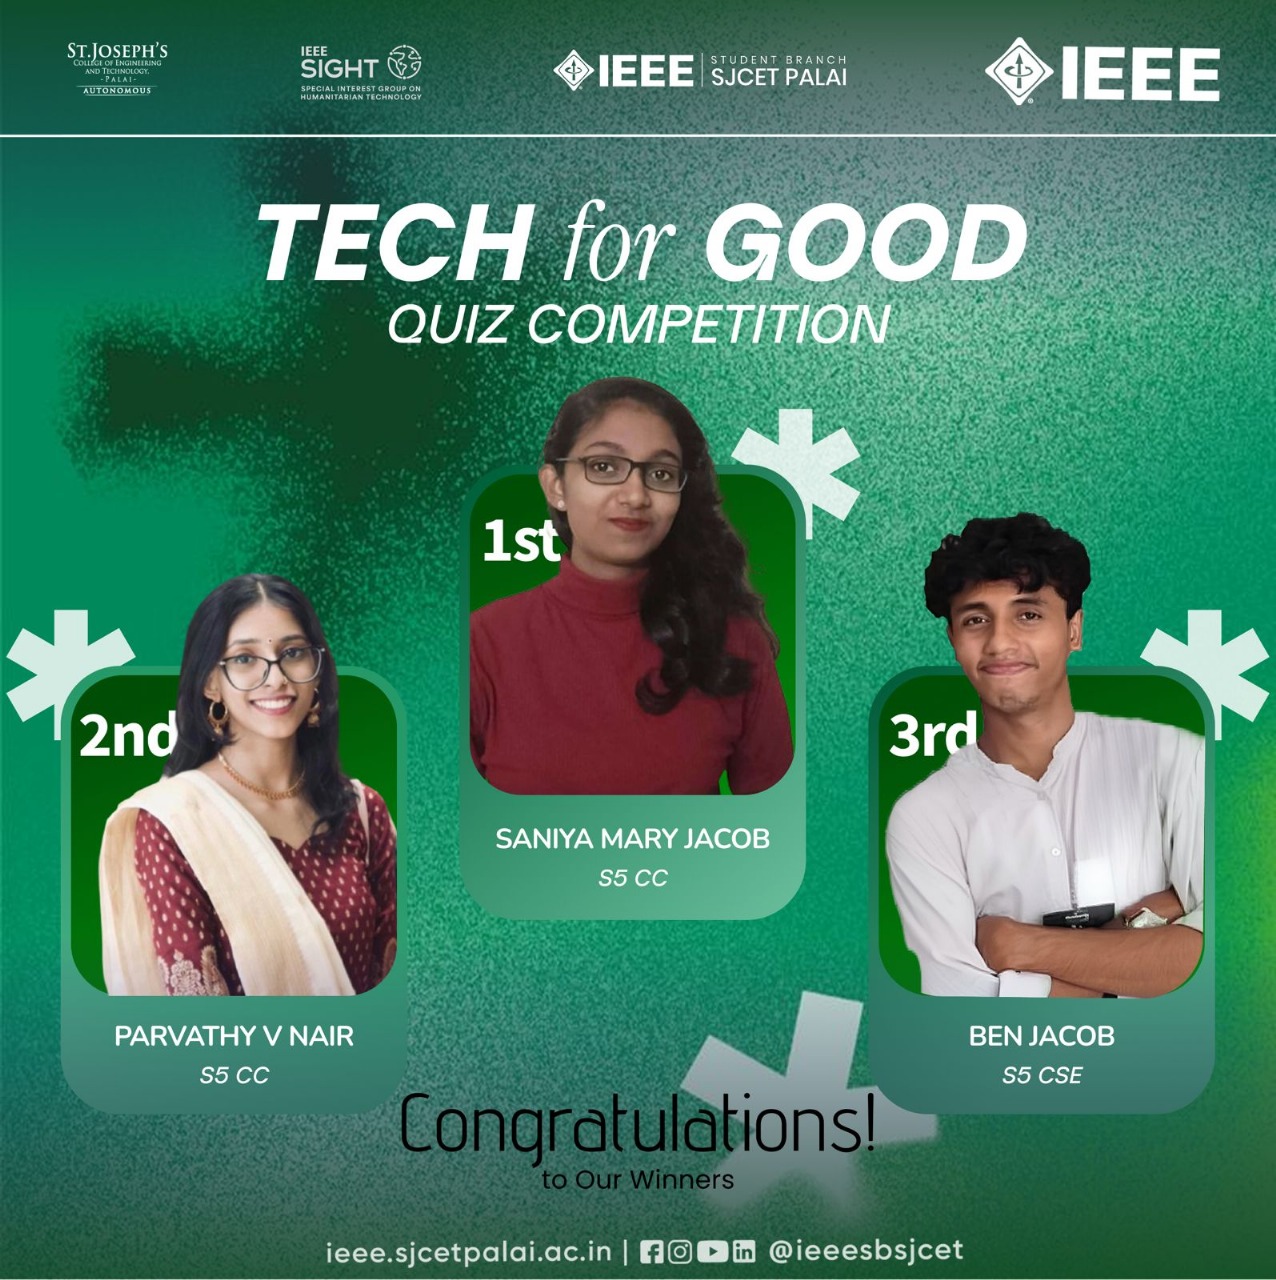 ST.JOSEPH'S
COLLEGE OF ENGINEERING
AND TECHNOLOGY,
- PALAI -
AUTONOMOUS
IEEE
SIGHT
SPECIAL INTEREST GROUP ON
HUMANITARIAN TECHNOLOGY
IEEE
STUDENT BRANCH
SJCET PALAI
IEEE
TECH for GOOD
QUIZ COMPETITION
1st
SANIYA MARY JACOB
S5 CC
2nd
PARVATHY V NAIR
S5 CC
3rd
BEN JACOB
S5 CSE
Congratulations!
to Our Winners
ieee.sjcetpalai.ac.in | @ieeesbsjcet